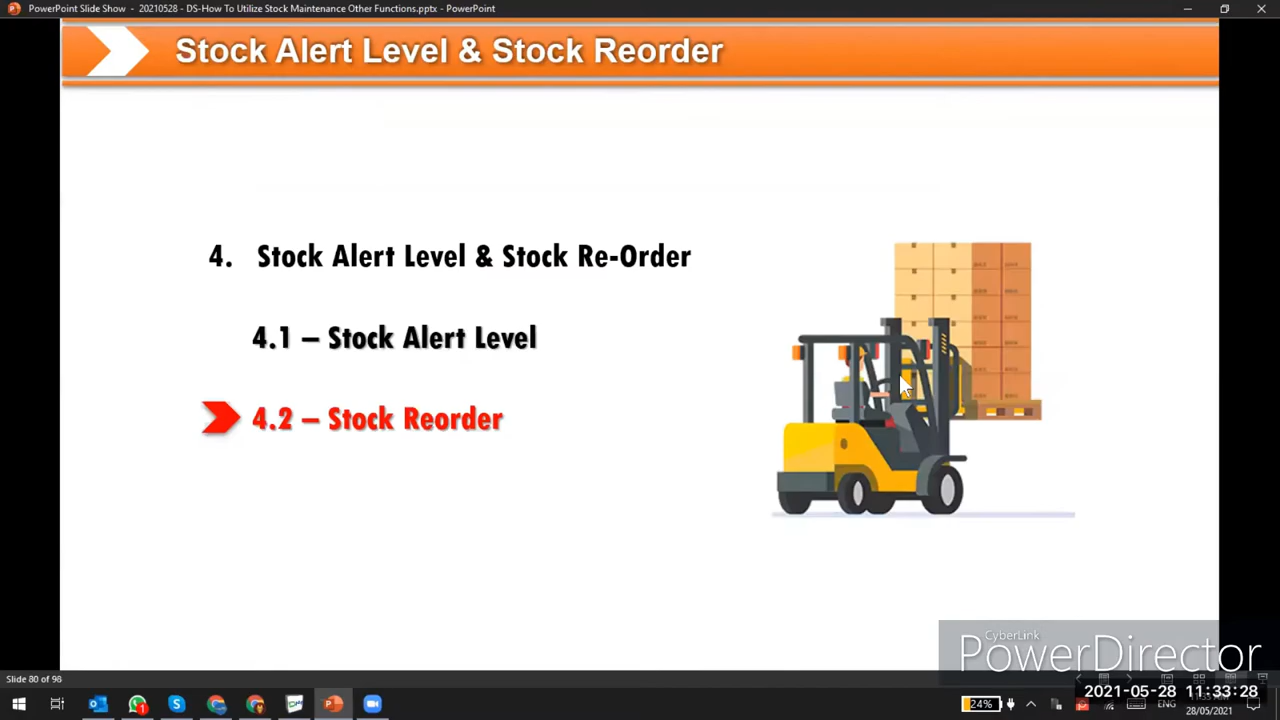 PowerPoint Slide Show - 20210528 - DS-How To Utilize Stock Maintenance Other Functions.pptx - PowerPoint
Stock Alert Level & Stock Reorder
4. Stock Alert Level & Stock Re-Order
4.1 – Stock Alert Level
4.2 – Stock Reorder
CyberLink
PowerDirector
Slide 80 of 98
2021-05-28 11:33:28
24%
ENG
28/05/2021